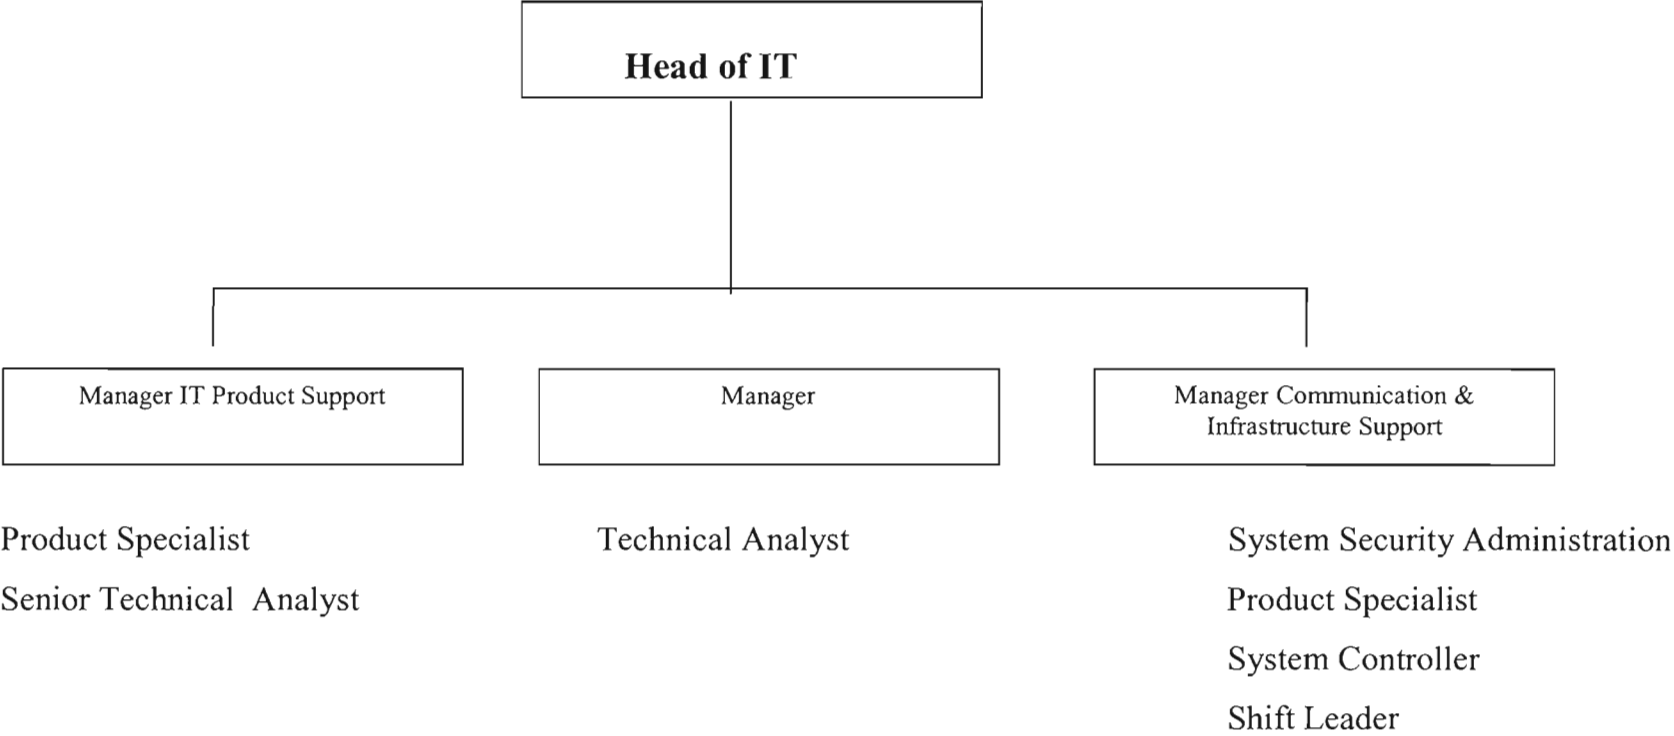 Head of IT
Manager IT Product Support
Manager
Manager Communication &
Infrastructure Support
Product Specialist
Senior Technical Analyst
Technical Analyst
System Security Administration
Product Specialist
System Controller
Shift Leader